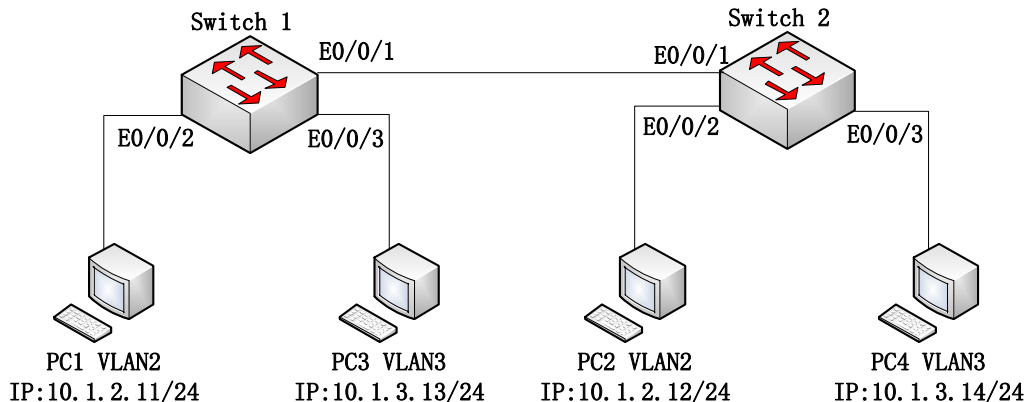 Switch 1
Switch 2
E0/0/1
E0/0/1
E0/0/2
E0/0/3
E0/0/2
E0/0/3
PC1 VLAN2
IP:10.1.2.11/24
PC3 VLAN3
IP:10.1.3.13/24
PC2 VLAN2
IP:10.1.2.12/24
PC4 VLAN3
IP:10.1.3.14/24